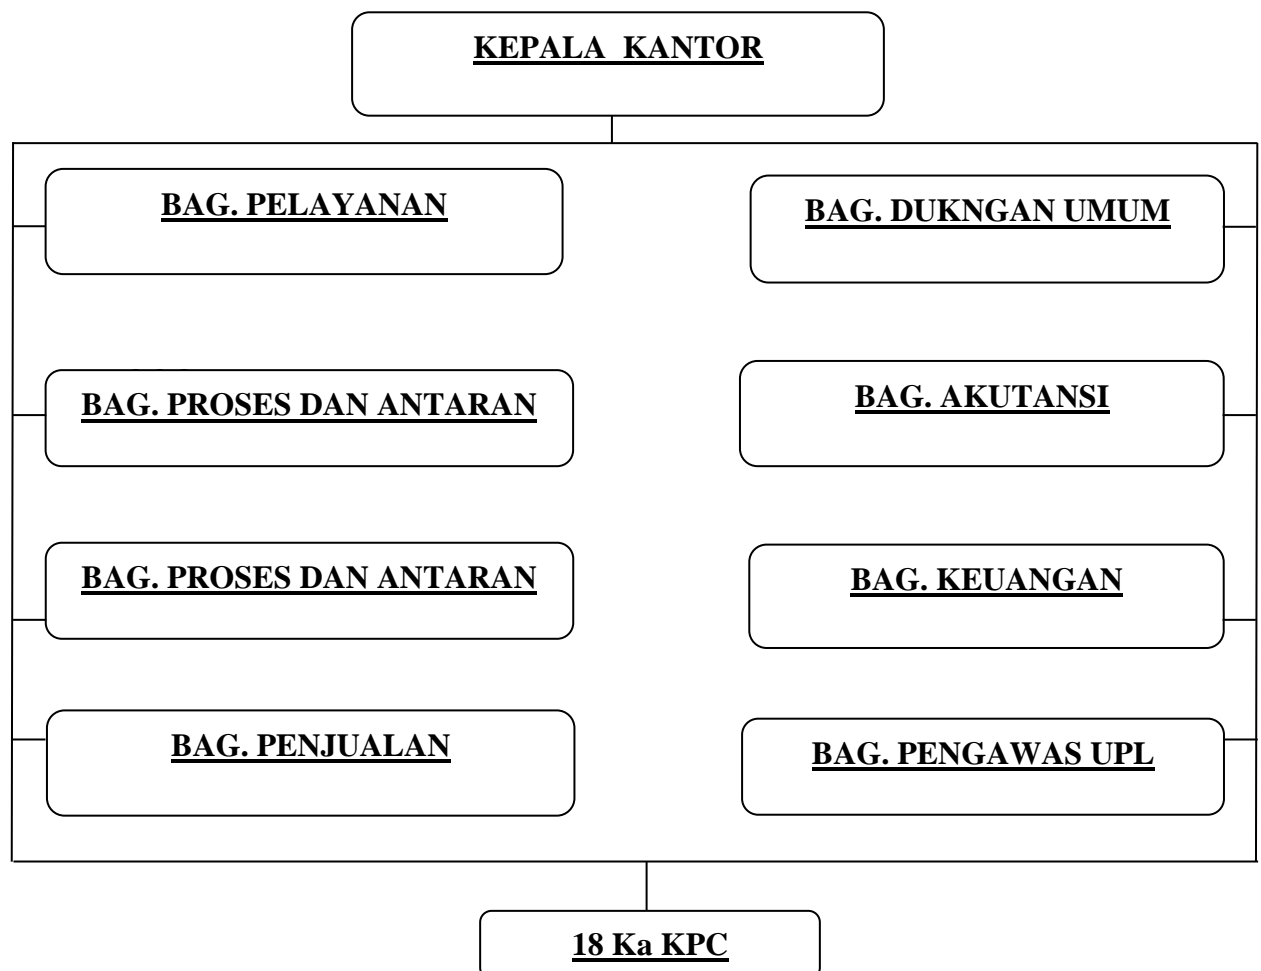 KEPALA KANTOR
BAG. PELAYANAN
BAG. DUKNGAN UMUM
BAG. PROSES DAN ANTARAN
BAG. AKUTANSI
BAG. PROSES DAN ANTARAN
BAG. KEUANGAN
BAG. PENJUALAN
BAG. PENGAWAS UPL
18 Ka KPC